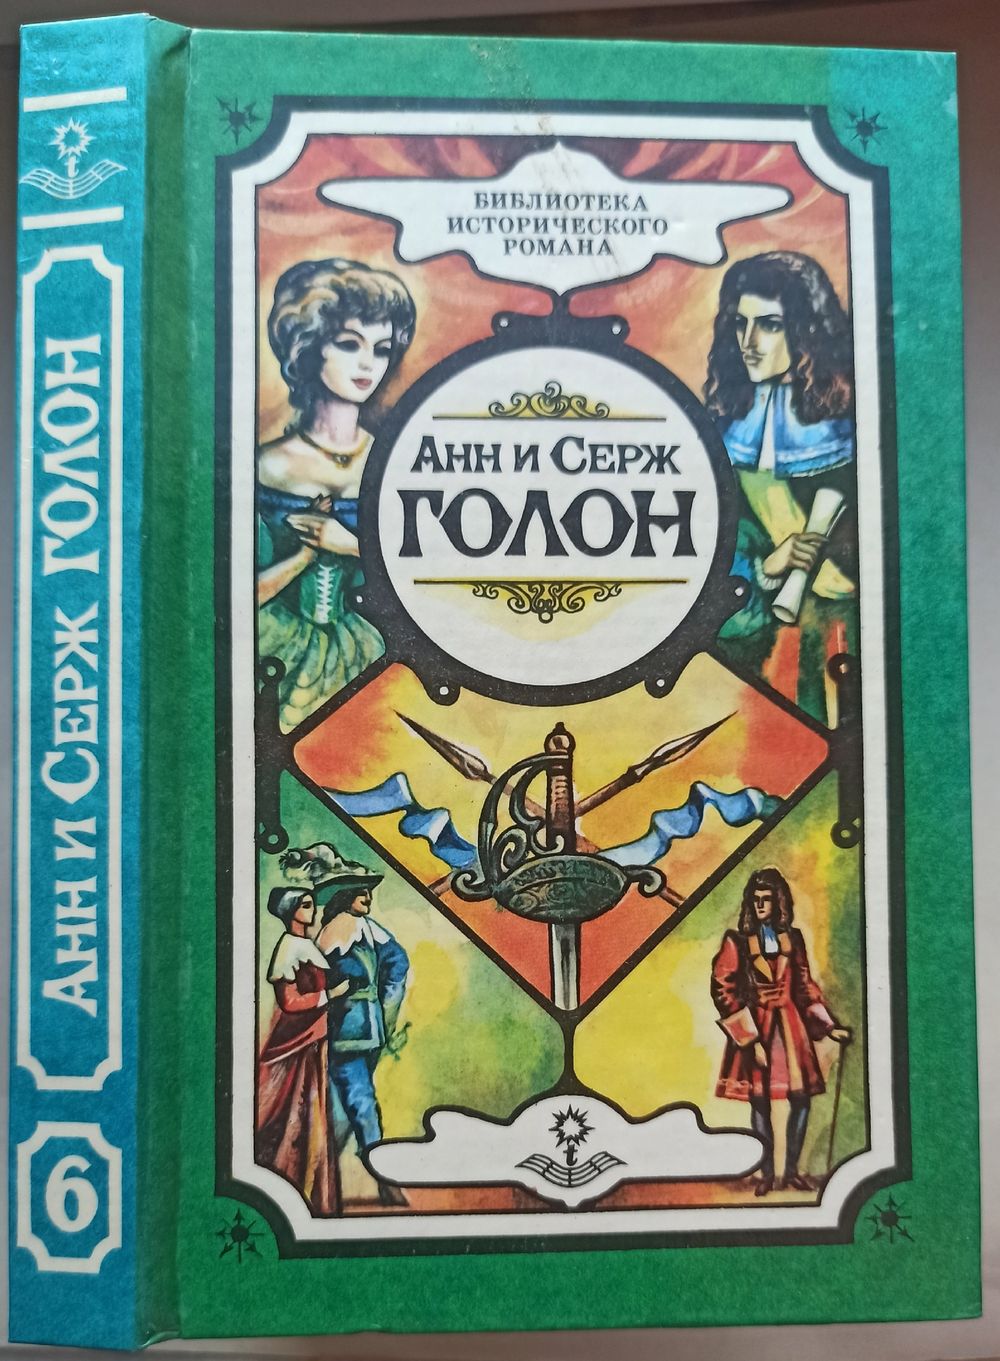 БИБЛИОТЕКА
ИСТОРИЧЕСКОГО
РОМАНА
АНН И СЕРЖ
ГОЛОН
t
АНН И СЕРЖ ГОЛОН
6
t